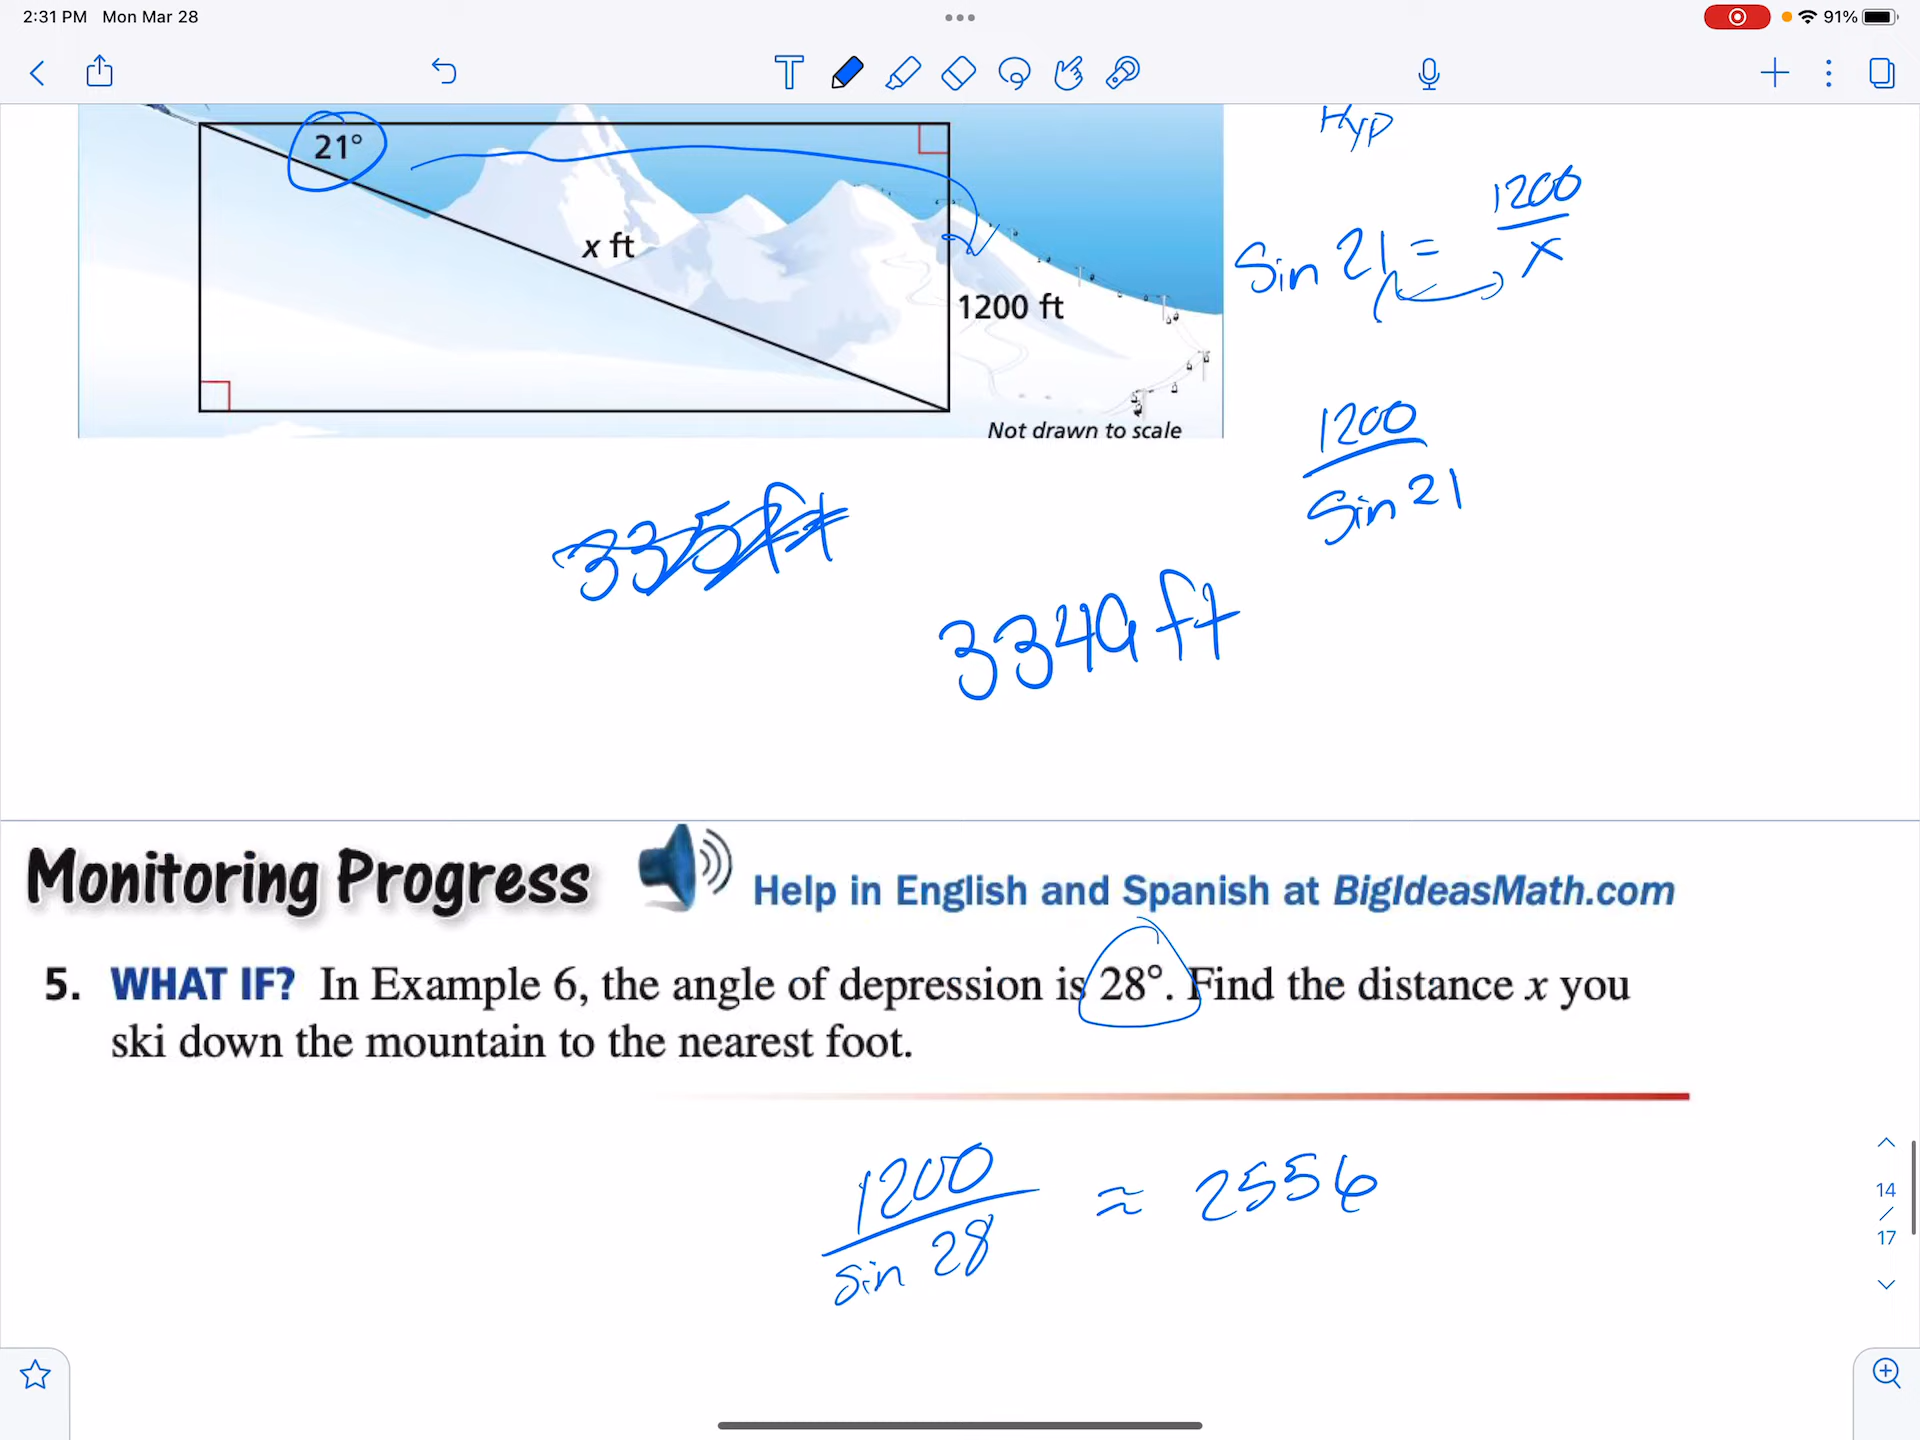 2:31 PM Mon Mar 28
91%
T
21°
x ft
1200 ft
Not drawn to scale
Hyp
Sin 21 = 1200
x
1200
Sin 21
335 ft
3349 ft
Monitoring Progress
Help in English and Spanish at BigIdeasMath.com
5. WHAT IF? In Example 6, the angle of depression is 28°. Find the distance x you
ski down the mountain to the nearest foot.
1200
sin 28
≈ 2556
14
/
17